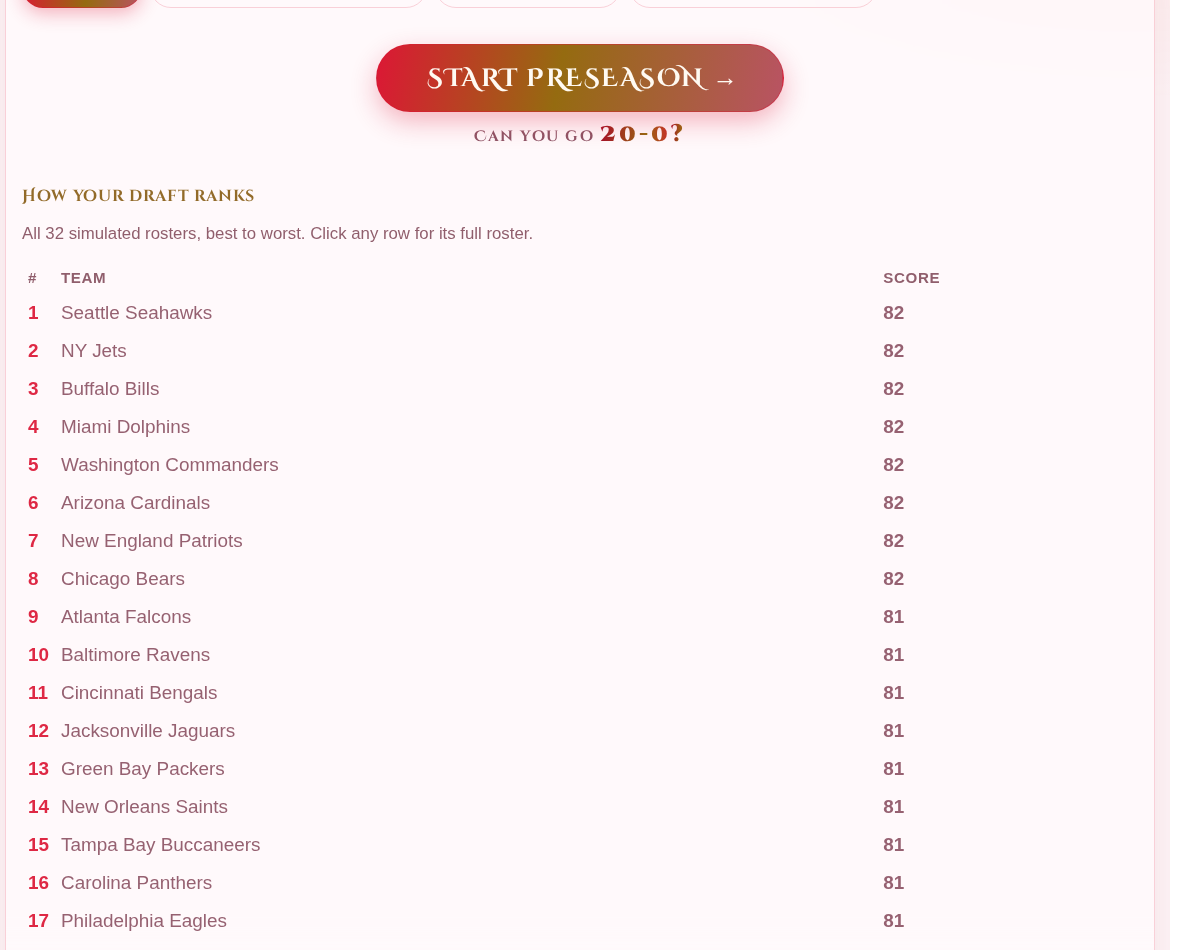 START PRESEASON →
CAN YOU GO 20-0?
HOW YOUR DRAFT RANKS
All 32 simulated rosters, best to worst. Click any row for its full roster.
# TEAM SCORE
1 Seattle Seahawks 82
2 NY Jets 82
3 Buffalo Bills 82
4 Miami Dolphins 82
5 Washington Commanders 82
6 Arizona Cardinals 82
7 New England Patriots 82
8 Chicago Bears 82
9 Atlanta Falcons 81
10 Baltimore Ravens 81
11 Cincinnati Bengals 81
12 Jacksonville Jaguars 81
13 Green Bay Packers 81
14 New Orleans Saints 81
15 Tampa Bay Buccaneers 81
16 Carolina Panthers 81
17 Philadelphia Eagles 81